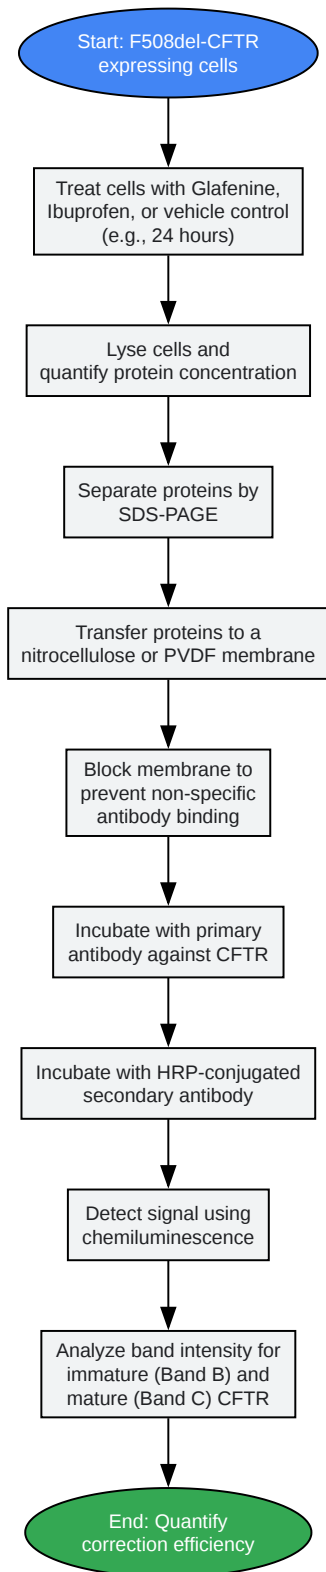 Start: F508del-CFTR
expressing cells
Treat cells with Glafenine,
Ibuprofen, or vehicle control
(e.g., 24 hours)
Lyse cells and
quantify protein concentration
Separate proteins by
SDS-PAGE
Transfer proteins to a
nitrocellulose or PVDF membrane
Block membrane to
prevent non-specific
antibody binding
Incubate with primary
antibody against CFTR
Incubate with HRP-conjugated
secondary antibody
Detect signal using
chemiluminescence
Analyze band intensity for
immature (Band B) and
mature (Band C) CFTR
End: Quantify
correction efficiency